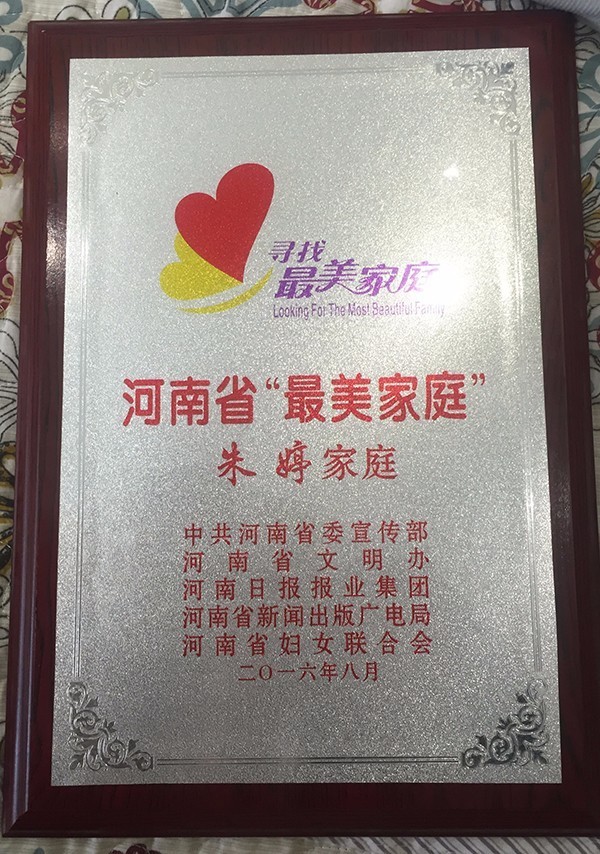 寻找
最美家庭
Looking For The Most Beautiful Family
河南省“最美家庭”
朱婷家庭
中共河南省委宣传部
河南省文明办
河南日报报业集团
河南省新闻出版广电局
河南省妇女联合会
二〇一六年八月